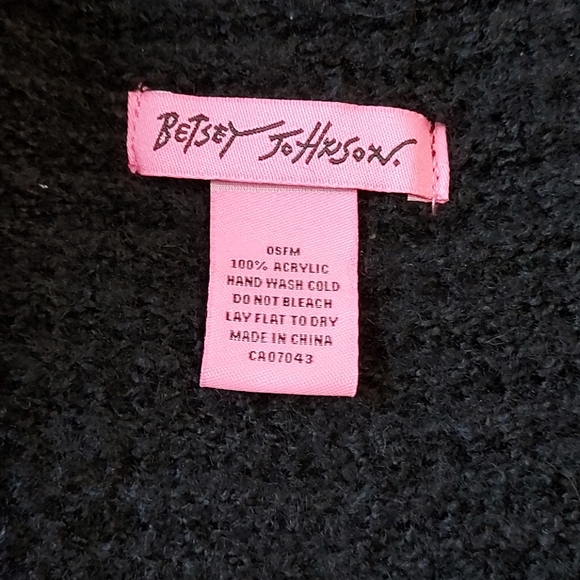 BETSEY JOHNSON.
OSFM
100% ACRYLIC
HAND WASH COLD
DO NOT BLEACH
LAY FLAT TO DRY
MADE IN CHINA
CA07043